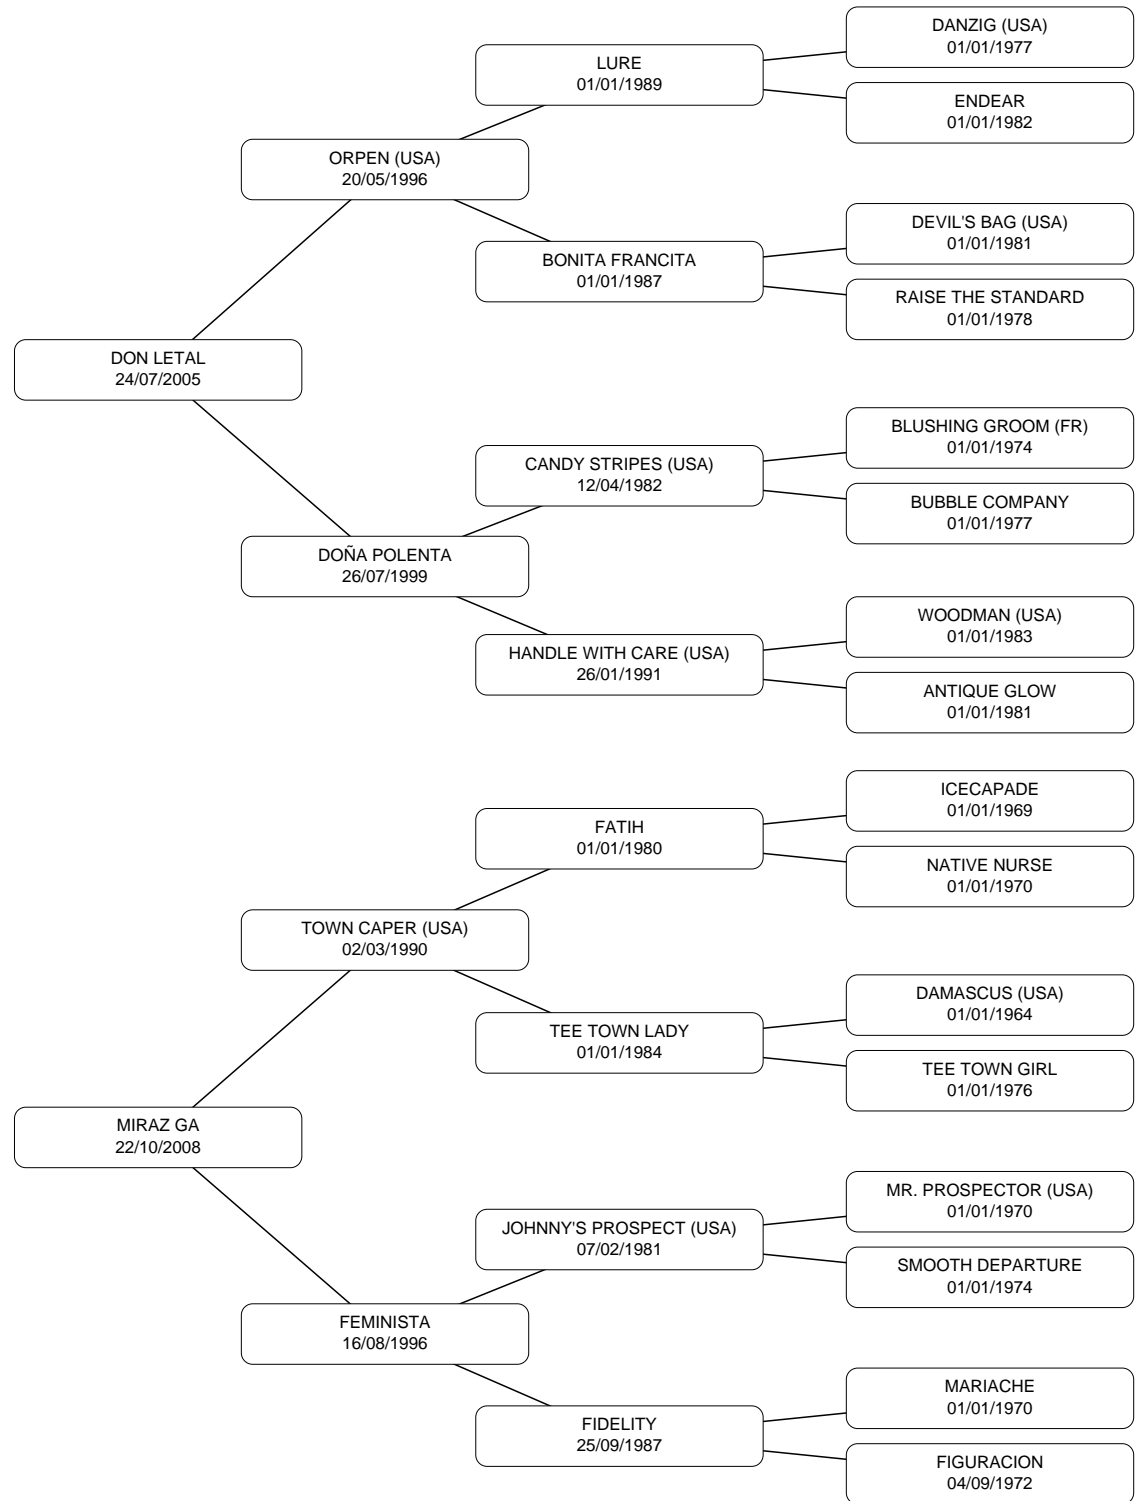 DANZIG (USA)
01/01/1977
LURE
01/01/1989
ENDEAR
01/01/1982
ORPEN (USA)
20/05/1996
DEVIL'S BAG (USA)
01/01/1981
BONITA FRANCITA
01/01/1987
RAISE THE STANDARD
01/01/1978
DON LETAL
24/07/2005
BLUSHING GROOM (FR)
01/01/1974
CANDY STRIPES (USA)
12/04/1982
BUBBLE COMPANY
01/01/1977
DOÑA POLENTA
26/07/1999
WOODMAN (USA)
01/01/1983
HANDLE WITH CARE (USA)
26/01/1991
ANTIQUE GLOW
01/01/1981
ICECAPADE
01/01/1969
FATIH
01/01/1980
NATIVE NURSE
01/01/1970
TOWN CAPER (USA)
02/03/1990
DAMASCUS (USA)
01/01/1964
TEE TOWN LADY
01/01/1984
TEE TOWN GIRL
01/01/1976
MIRAZ GA
22/10/2008
MR. PROSPECTOR (USA)
01/01/1970
JOHNNY'S PROSPECT (USA)
07/02/1981
SMOOTH DEPARTURE
01/01/1974
FEMINISTA
16/08/1996
MARIACHE
01/01/1970
FIDELITY
25/09/1987
FIGURACION
04/09/1972